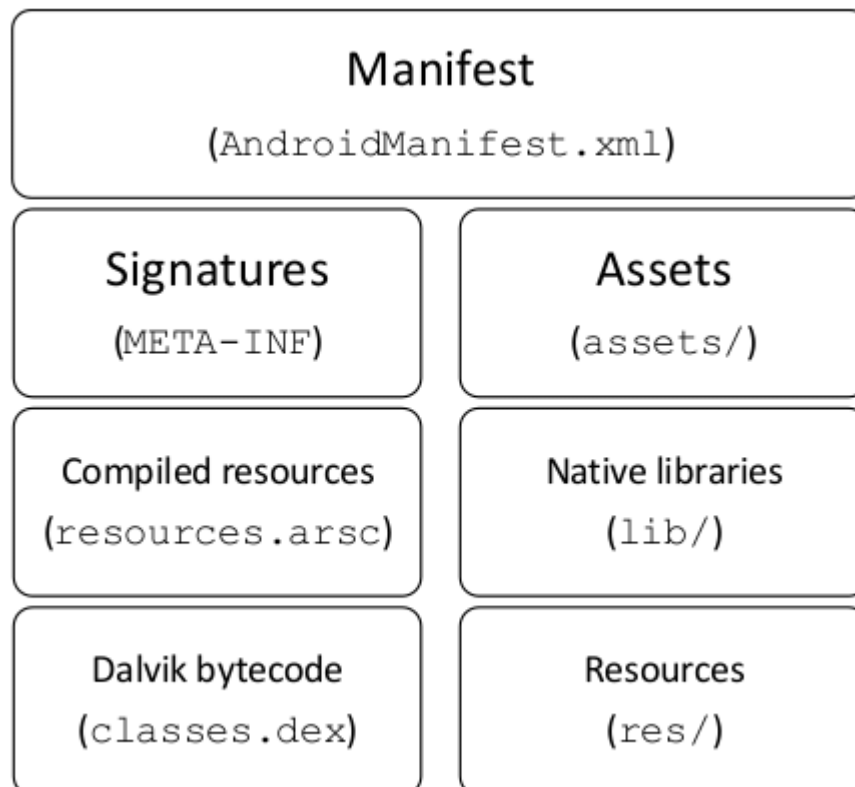 Manifest
(AndroidManifest.xml)
Signatures
(META-INF)
Assets
(assets/)
Compiled resources
(resources.arsc)
Native libraries
(lib/)
Dalvik bytecode
(classes.dex)
Resources
(res/)